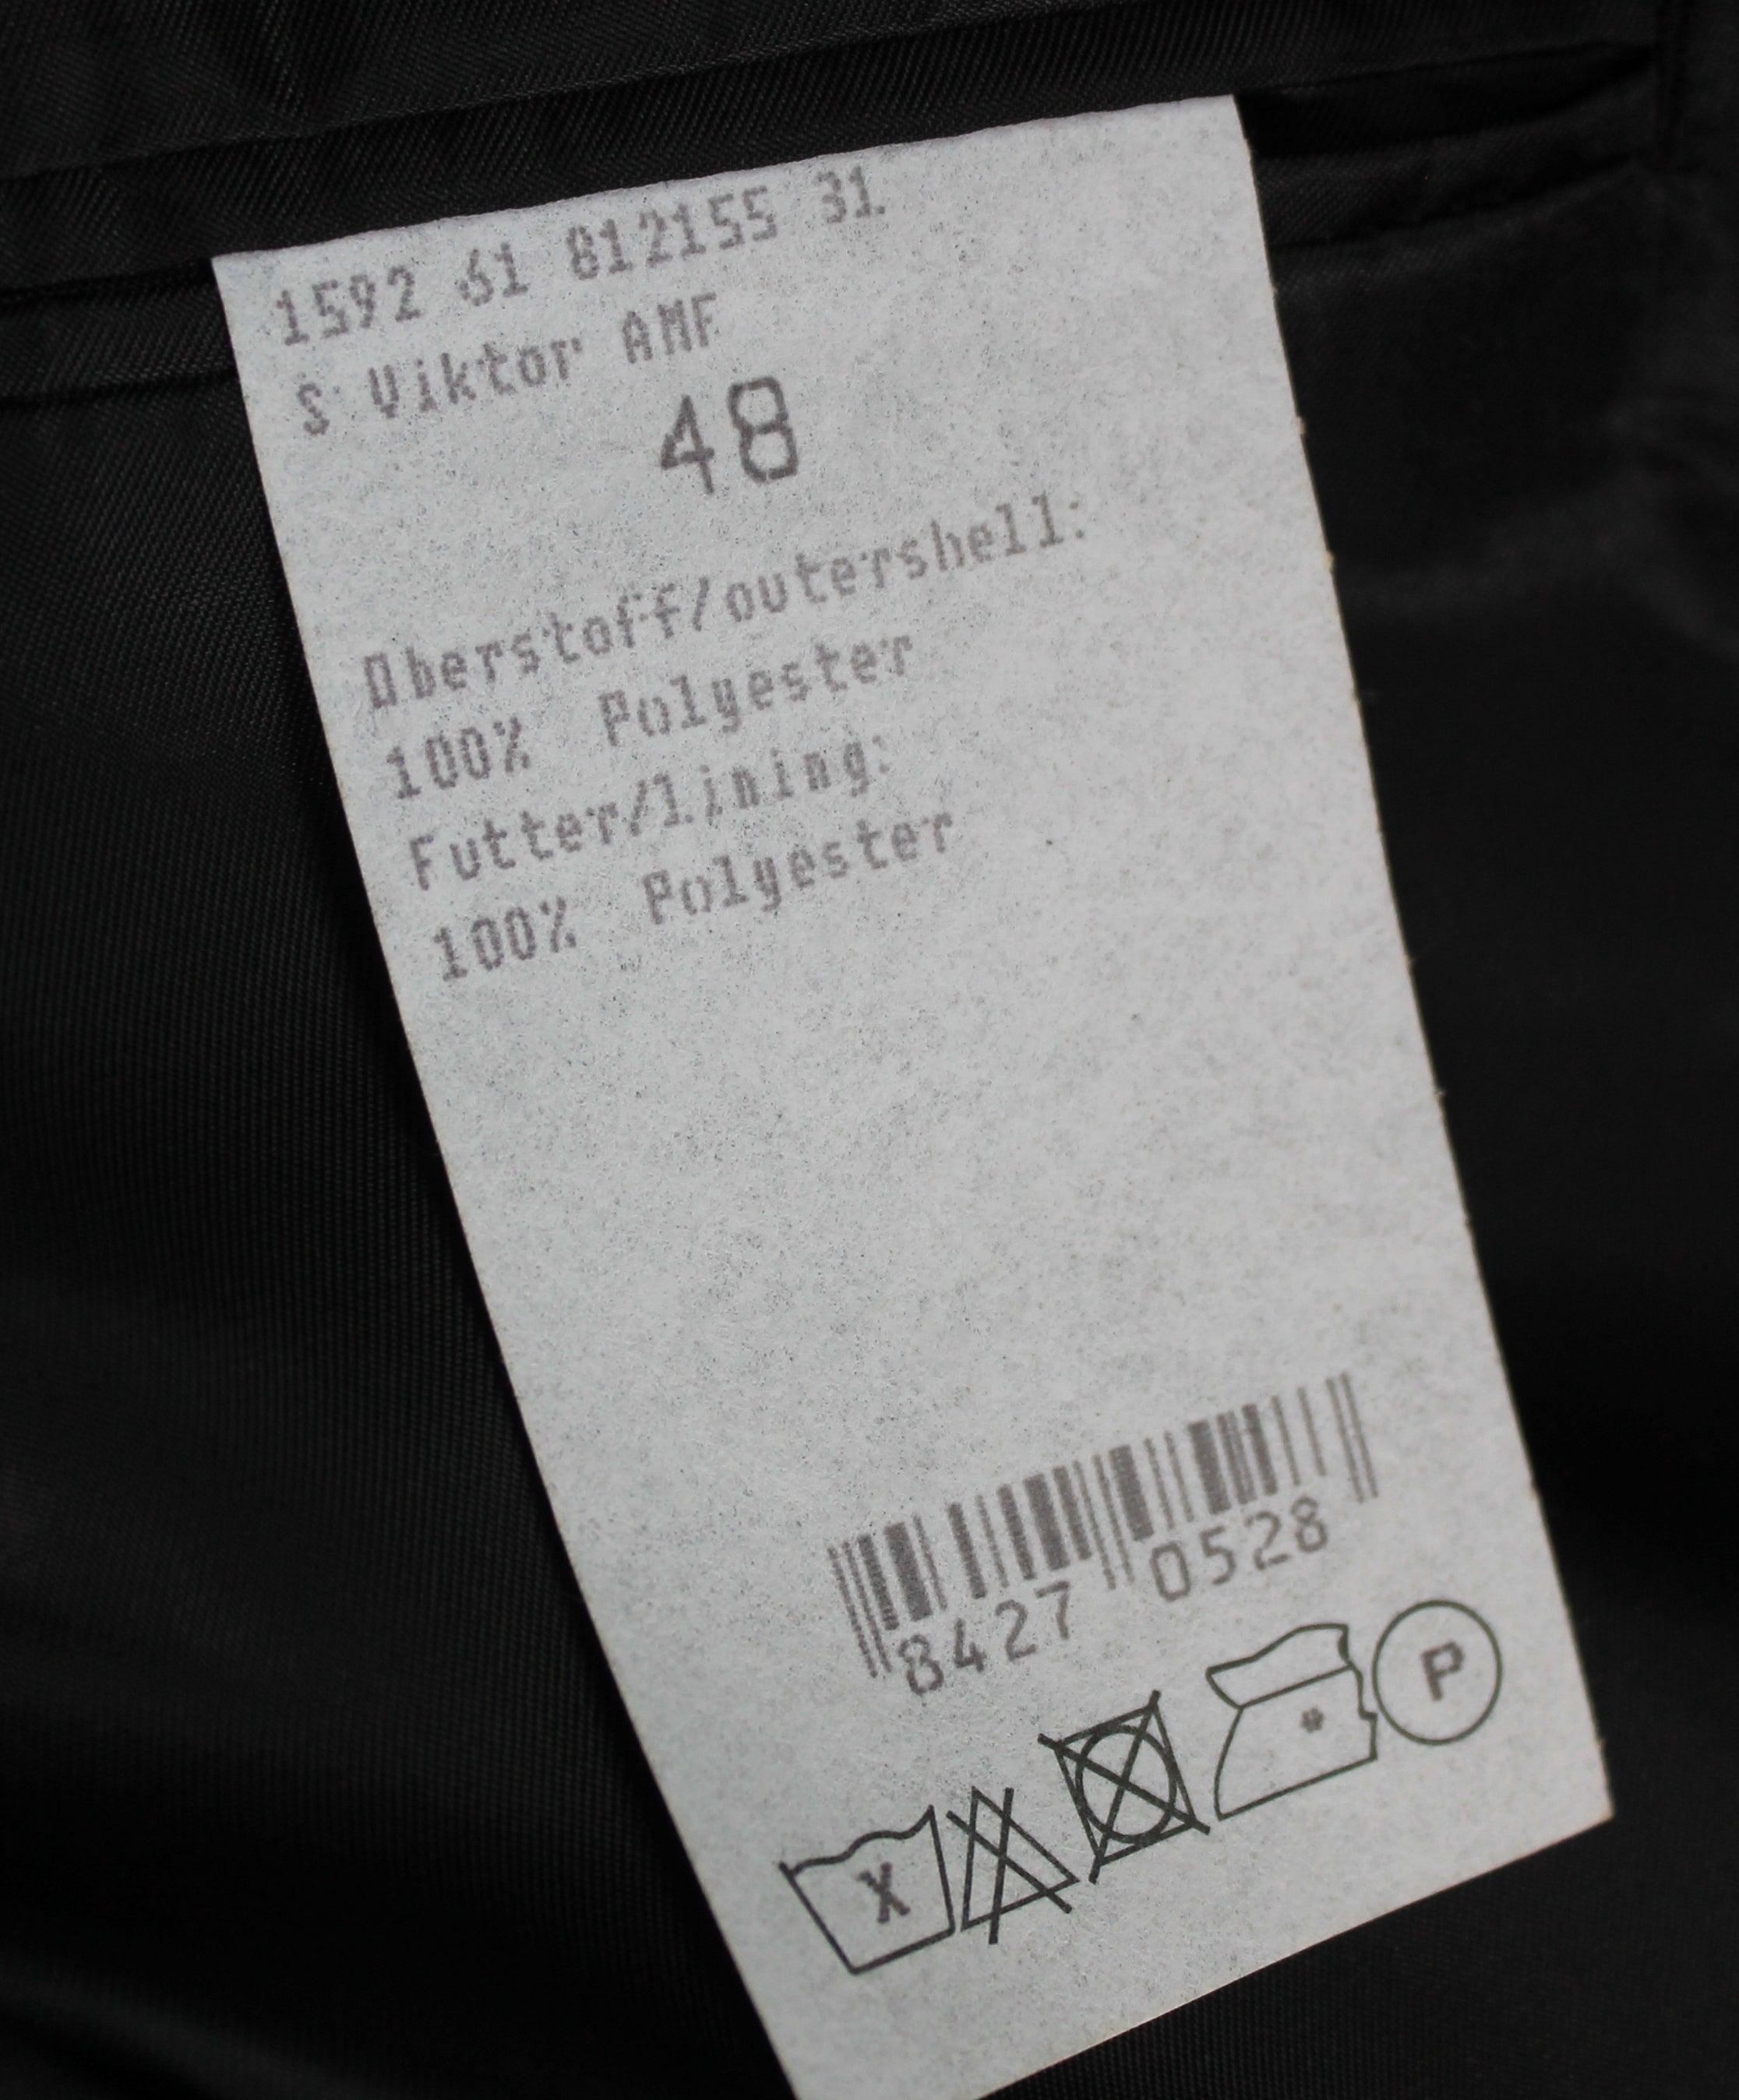 1592 61 812155 31
S Viktor AMF
48
Oberstoff/outershell:
100% Polyester
Futter/lining:
100% Polyester
8427 0528
X
P